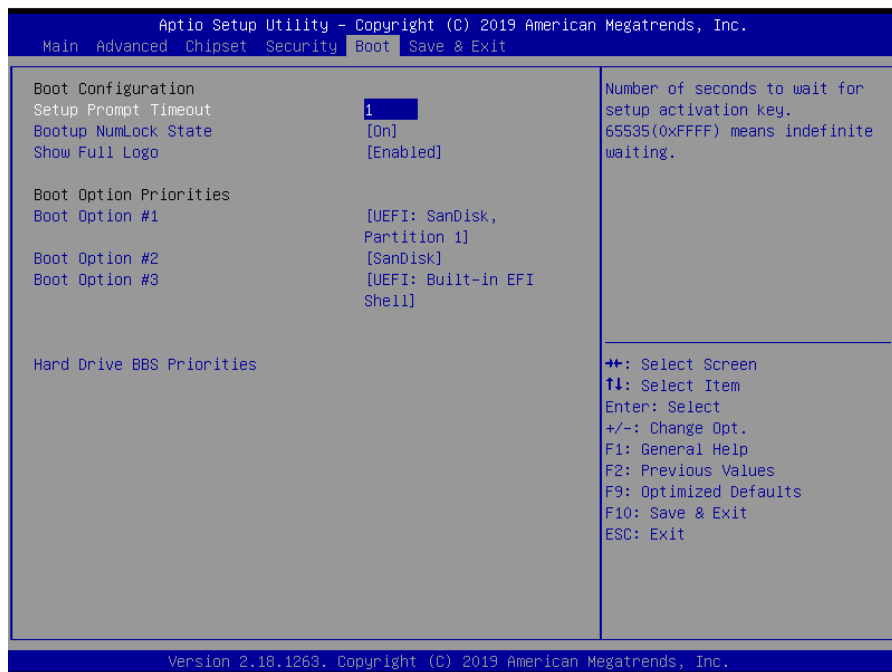 Aptio Setup Utility – Copyright (C) 2019 American Megatrends, Inc.
Main Advanced Chipset Security Boot Save & Exit
Boot Configuration
Setup Prompt Timeout 1
Bootup NumLock State [On]
Show Full Logo [Enabled]
Boot Option Priorities
Boot Option #1 [UEFI: SanDisk,
Partition 1]
Boot Option #2 [SanDisk]
Boot Option #3 [UEFI: Built-in EFI
Shell]
Hard Drive BBS Priorities
Number of seconds to wait for
setup activation key.
65535(0xFFFF) means indefinite
waiting.
→←: Select Screen
↑↓: Select Item
Enter: Select
+/-: Change Opt.
F1: General Help
F2: Previous Values
F9: Optimized Defaults
F10: Save & Exit
ESC: Exit
Version 2.18.1263. Copyright (C) 2019 American Megatrends, Inc.